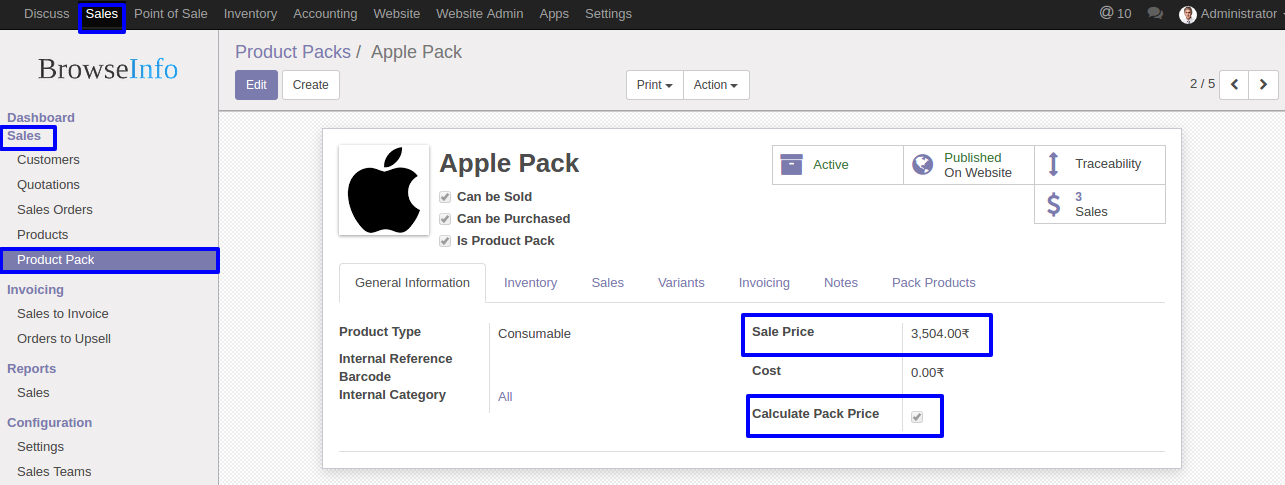 Discuss Sales Point of Sale Inventory Accounting Website Website Admin Apps Settings @ 10 Administrator
BrowseInfo
Dashboard
Sales
Customers
Quotations
Sales Orders
Products
Product Pack
Invoicing
Sales to Invoice
Orders to Upsell
Reports
Sales
Configuration
Settings
Sales Teams
Product Packs / Apple Pack
Edit Create Print Action 2 / 5
Apple Pack
Can be Sold
Can be Purchased
Is Product Pack
Active
Published
On Website
Traceability
3
Sales
General Information Inventory Sales Variants Invoicing Notes Pack Products
Product Type Consumable
Internal Reference
Barcode
Internal Category All
Sale Price 3,504.00₹
Cost 0.00₹
Calculate Pack Price